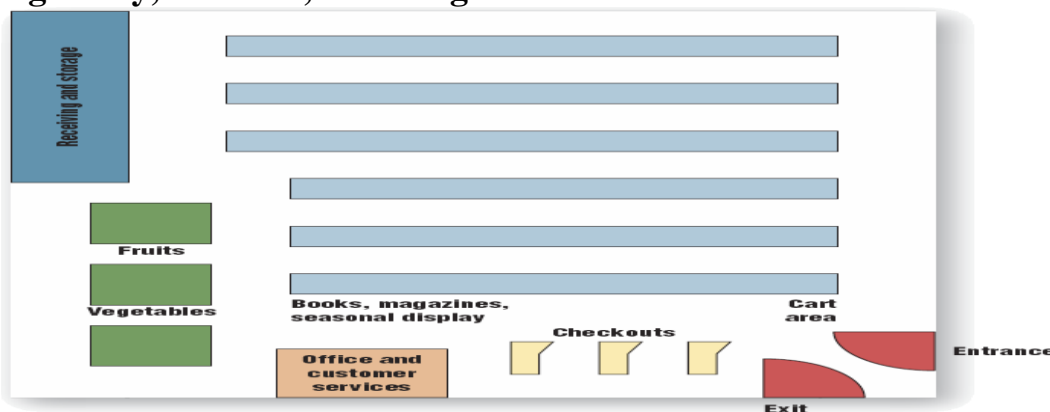 Receiving and storage
Fruits
Vegetables
Books, magazines,
seasonal display
Cart
area
Checkouts
Office and
customer
services
Entrance
Exit